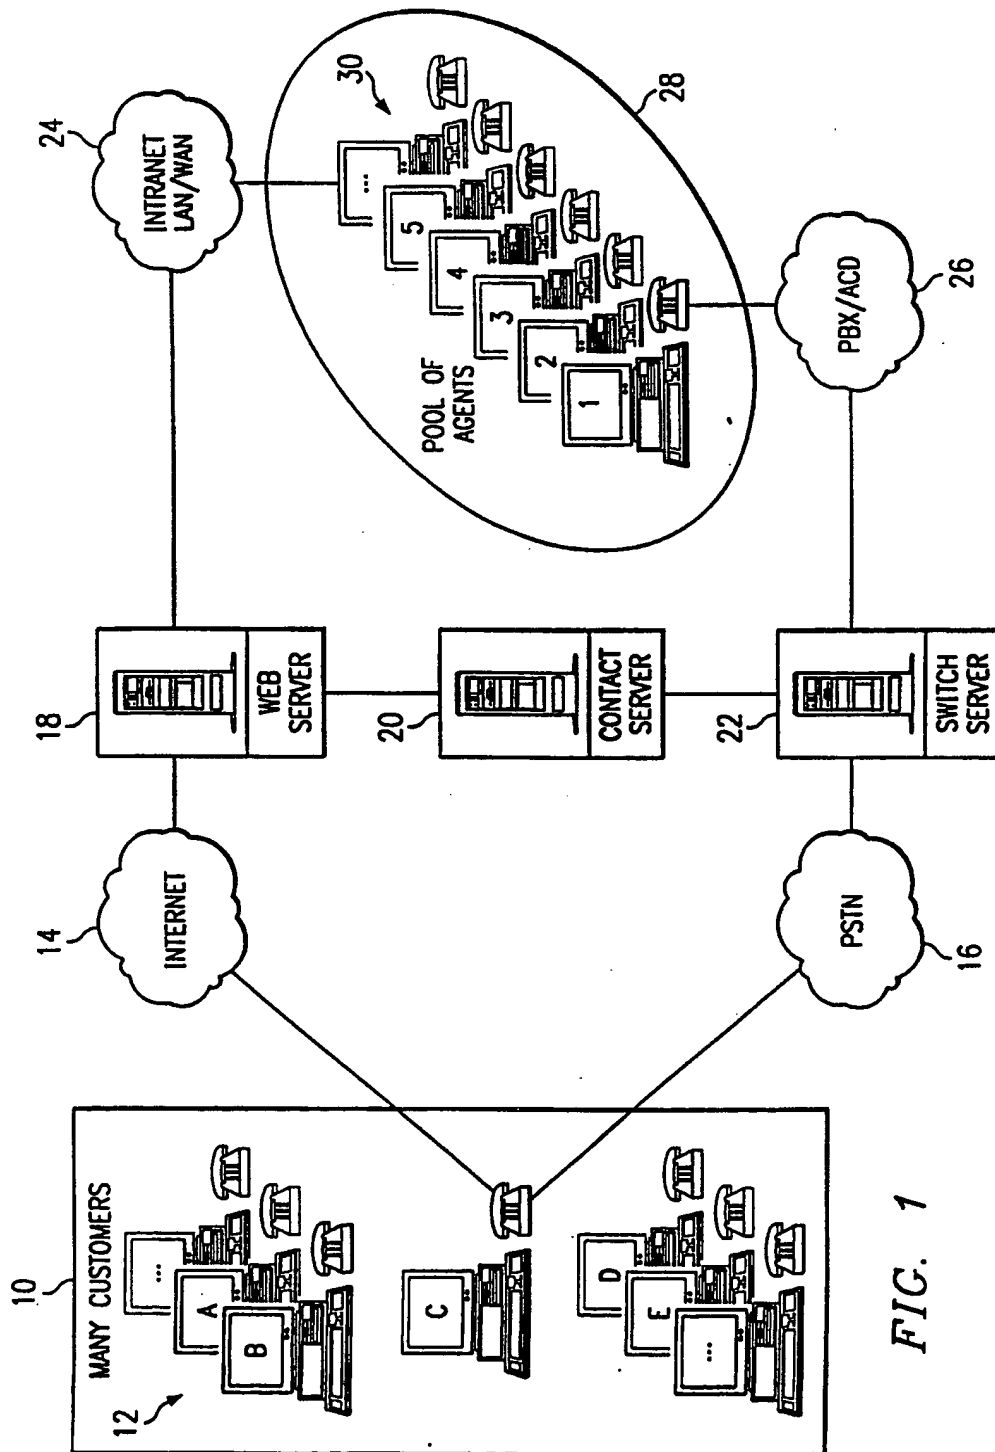 10
MANY CUSTOMERS
12
...
A
B
C
D
E
...
14
INTERNET
PSTN
16
18
WEB
SERVER
20
CONTACT
SERVER
22
SWITCH
SERVER
24
INTRANET
LAN/WAN
30
POOL OF
AGENTS
1
2
3
4
5
...
28
PBX/ACD
26
FIG. 1